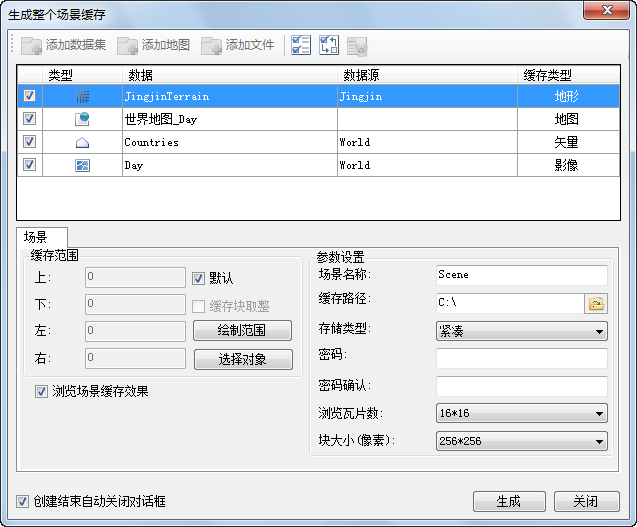 生成整个场景缓存
添加数据集 添加地图 添加文件
类型 数据 数据源 缓存类型
JingjinTerrain Jingjin 地形
世界地图_Day 地图
Countries World 矢量
Day World 影像
场景
缓存范围
上: 0 默认
下: 0 缓存块取整
左: 0 绘制范围
右: 0 选择对象
浏览场景缓存效果
参数设置
场景名称: Scene
缓存路径: C:\
存储类型: 紧凑
密码:
密码确认:
浏览瓦片数: 16*16
块大小(像素): 256*256
创建结束自动关闭对话框 生成 关闭